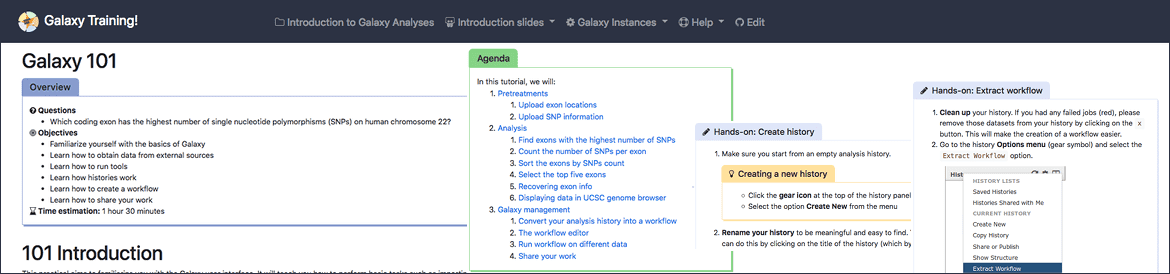 Galaxy Training!
Introduction to Galaxy Analyses
Introduction slides
Galaxy Instances
Help
Edit
Galaxy 101
Overview
Questions
Which coding exon has the highest number of single nucleotide polymorphisms (SNPs) on human chromosome 22?
Objectives
Familiarize yourself with the basics of Galaxy
Learn how to obtain data from external sources
Learn how to run tools
Learn how histories work
Learn how to create a workflow
Learn how to share your work
Time estimation: 1 hour 30 minutes
101 Introduction
Agenda
In this tutorial, we will:
1. Pretreatments
1. Upload exon locations
2. Upload SNP information
2. Analysis
1. Find exons with the highest number of SNPs
2. Count the number of SNPs per exon
3. Sort the exons by SNPs count
4. Select the top five exons
5. Recovering exon info
6. Displaying data in UCSC genome browser
3. Galaxy management
1. Convert your analysis history into a workflow
2. The workflow editor
3. Run workflow on different data
4. Share your work
Hands-on: Create history
1. Make sure you start from an empty analysis history.
Creating a new history
Click the gear icon at the top of the history panel
Select the option Create New from the menu
2. Rename your history to be meaningful and easy to find.
can do this by clicking on the title of the history (which by
Hands-on: Extract workflow
1. Clean up your history. If you had any failed jobs (red), please
remove those datasets from your history by clicking on the x
button. This will make the creation of a workflow easier.
2. Go to the history Options menu (gear symbol) and select the
Extract Workflow option.
HISTORY LISTS
Saved Histories
Histories Shared with Me
CURRENT HISTORY
Create New
Copy History
Share or Publish
Show Structure
Extract Workflow